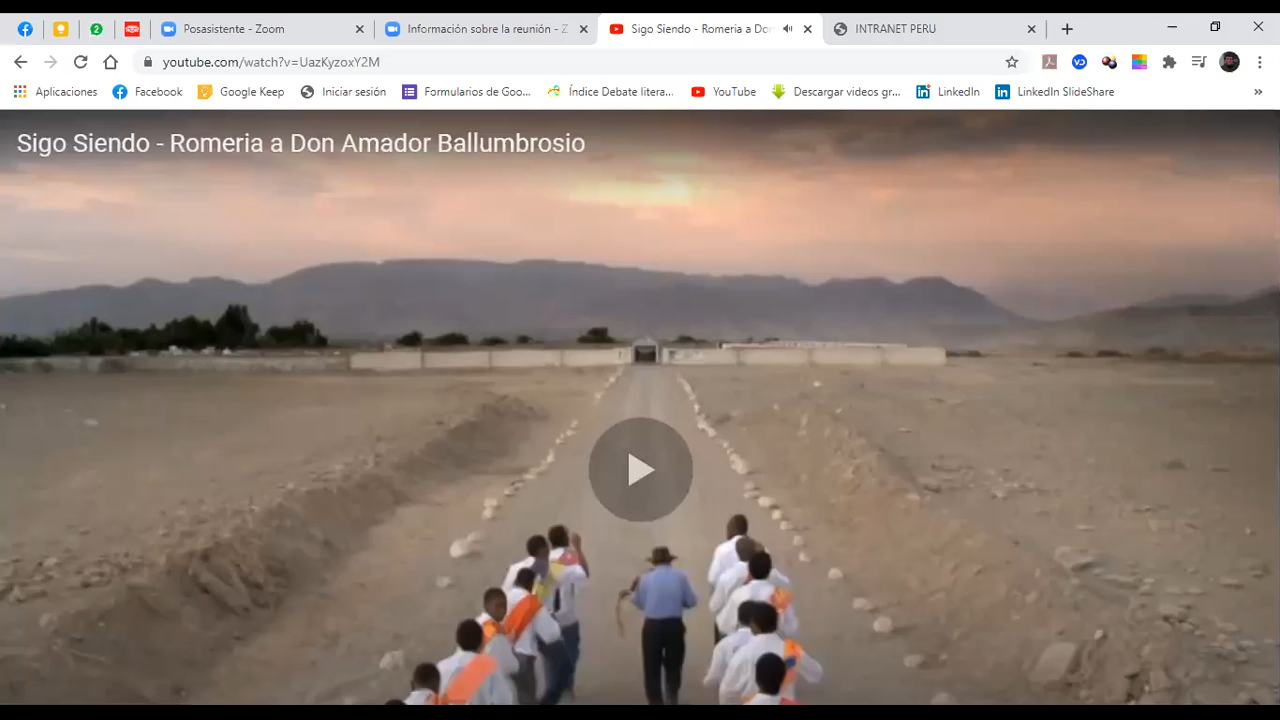 2
Posasistente - Zoom
Información sobre la reunión - Z
Sigo Siendo - Romeria a Don
INTRANET PERU
youtube.com/watch?v=UazKyzoxY2M
Aplicaciones
Facebook
Google Keep
Iniciar sesión
Formularios de Goo...
Índice Debate litera...
YouTube
Descargar videos gr...
LinkedIn
LinkedIn SlideShare
Sigo Siendo - Romeria a Don Amador Ballumbrosio